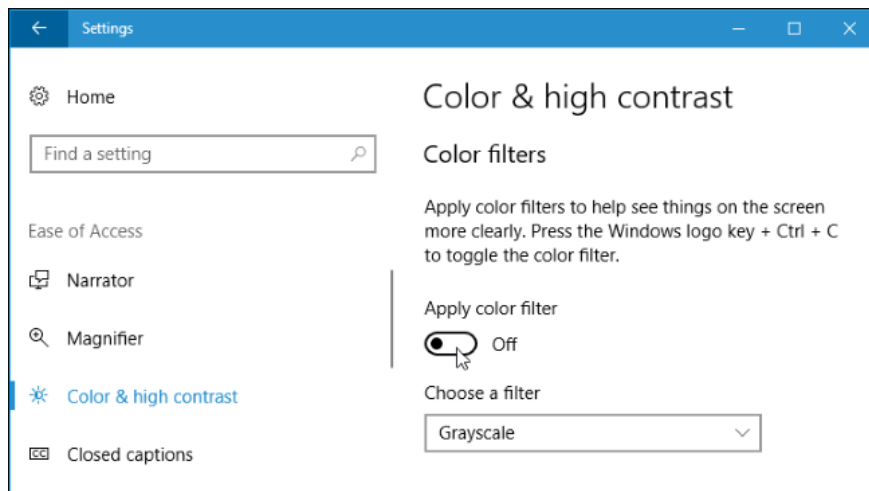 Settings
Home
Find a setting
Ease of Access
Narrator
Magnifier
Color & high contrast
CC Closed captions
Color & high contrast
Color filters
Apply color filters to help see things on the screen
more clearly. Press the Windows logo key + Ctrl + C
to toggle the color filter.
Apply color filter
Off
Choose a filter
Grayscale